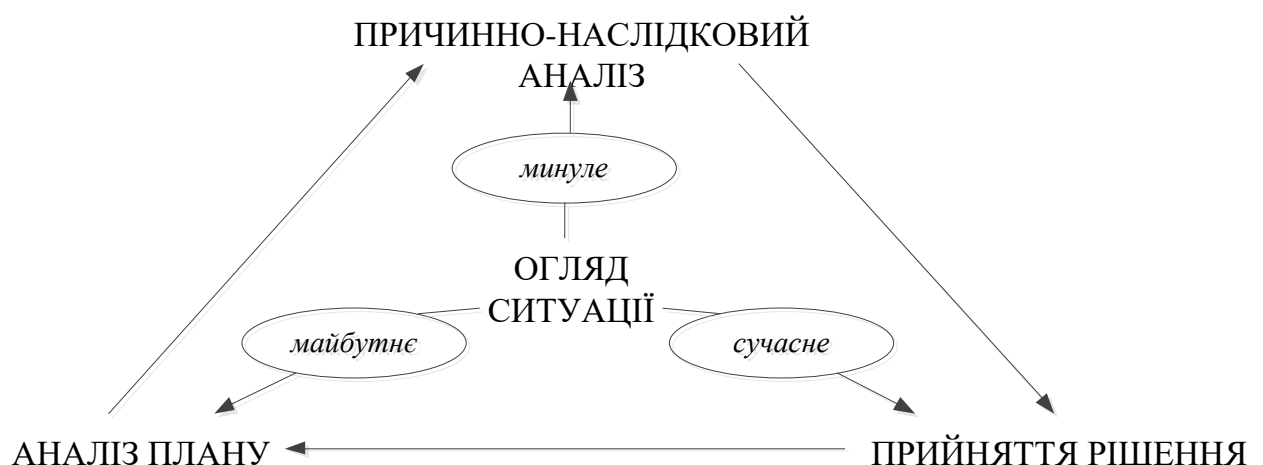 ПРИЧИННО-НАСЛІДКОВИЙ
АНАЛІЗ
минуле
ОГЛЯД
СИТУАЦІЇ
майбутнє
сучасне
АНАЛІЗ ПЛАНУ
ПРИЙНЯТТЯ РІШЕННЯ